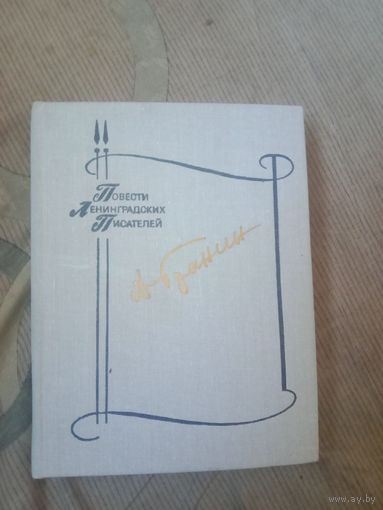 Повести
Ленинградских
Писателей
Д. Гранин
www.ay.by